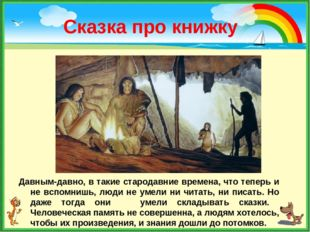 Сказка про книжку
Давным-давно, в такие стародавние времена, что теперь и
не вспомнишь, люди не умели ни читать, ни писать. Но
даже тогда они умели складывать сказки.
Человеческая память не совершенна, а людям хотелось,
чтобы их произведения, и знания дошли до потомков.